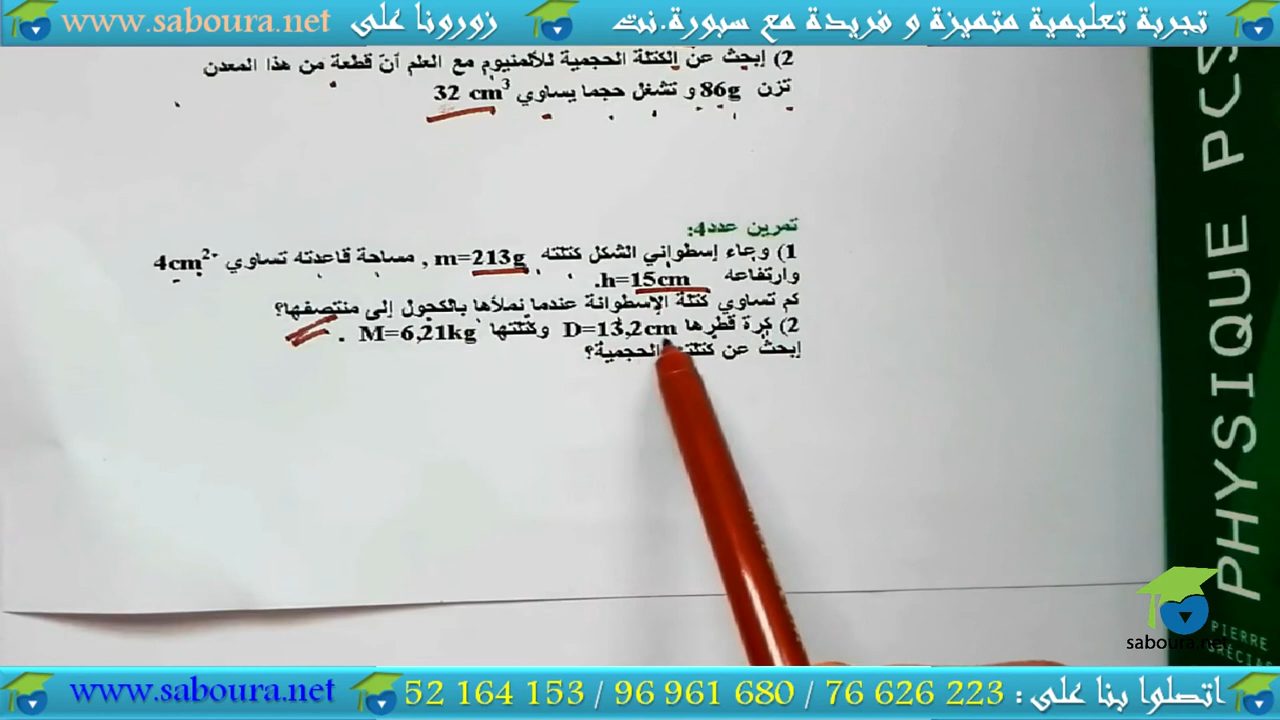 تجربة تعليمية متميزة و فريدة مع سبورة.نت
زورونا على www.saboura.net
2) إبحث عن الكتلة الحجمية للألمنيوم مع العلم أنّ قطعة من هذا المعدن
تزن 86g و تشغل حجما يساوي 32 cm³
تمرين عدد4:
1) وعاء إسطواني الشكل كتلته m=213g , مساحة قاعدته تساوي 4cm²
وارتفاعه h=15cm.
كم تساوي كتلة الإسطوانة عندما نملأها بالكحول إلى منتصفها؟
2) كرة قطرها D=13,2cm وكتلتها M=6,21kg .
إبحث عن الحجمية؟
PHYSIQUE PCS
PIERRE
GRÉCIAS
saboura.net
اتصلوا بنا على : 223 626 76 / 680 961 96 / 153 164 52
www.saboura.net